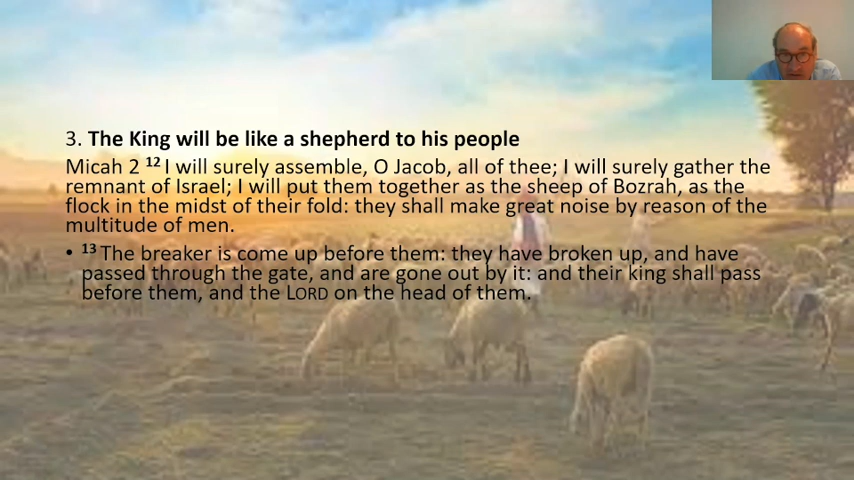 3. The King will be like a shepherd to his people
Micah 2 12 I will surely assemble, O Jacob, all of thee; I will surely gather the
remnant of Israel; I will put them together as the sheep of Bozrah, as the
flock in the midst of their fold: they shall make great noise by reason of the
multitude of men.
• 13 The breaker is come up before them: they have broken up, and have
passed through the gate, and are gone out by it: and their king shall pass
before them, and the LORD on the head of them.